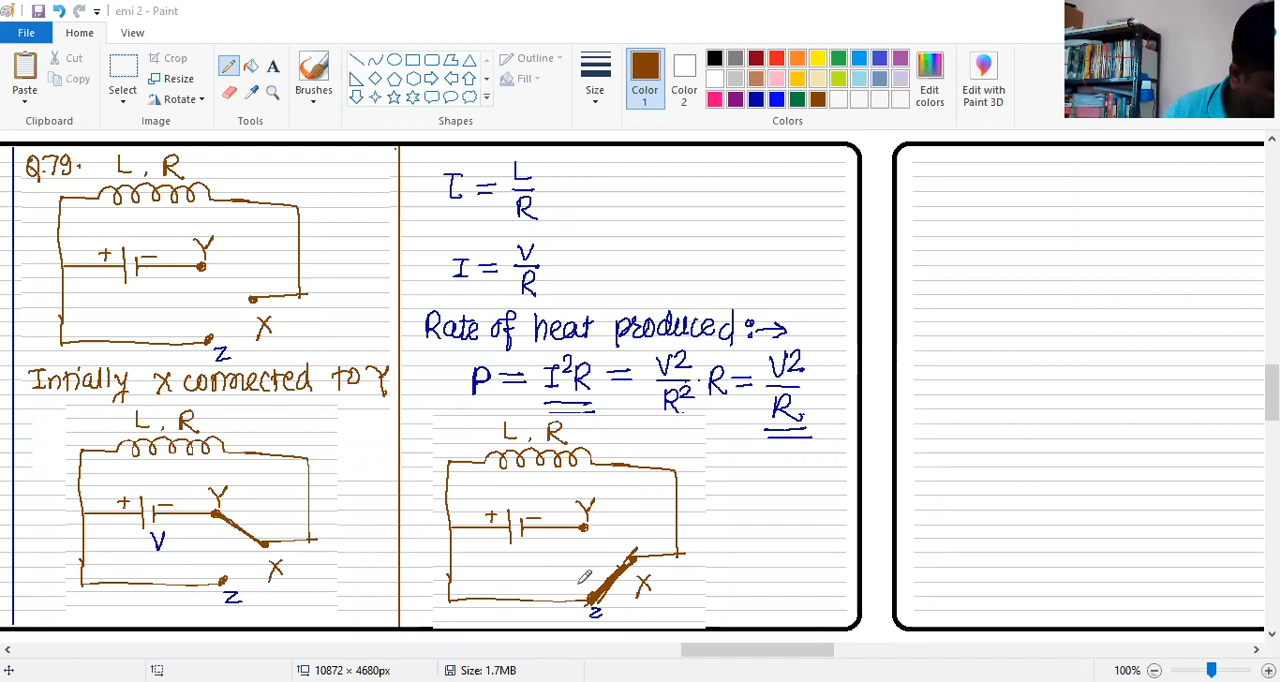 emi 2 - Paint
File
Home
View
Paste
Cut
Copy
Clipboard
Select
Crop
Resize
Rotate
Image
A
Tools
Brushes
Outline
Fill
Shapes
Size
Color 1
Color 2
Edit colors
Edit with Paint 3D
Colors
Q.79.
L, R
+ -
Y
X
Z
Intially X connected to Y
L, R
+ -
Y
V
X
Z
τ = L/R
I = V/R
Rate of heat produced :→
P = I²R = V²/R² · R = V²/R
L, R
+ -
Y
X
Z
10872 × 4680px
Size: 1.7MB
100%